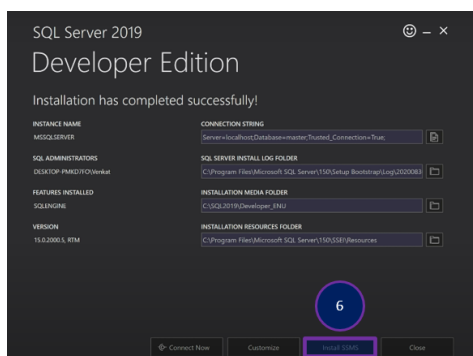 SQL Server 2019
Developer Edition
Installation has completed successfully!
INSTANCE NAME
MSSQLSERVER
CONNECTION STRING
Server=localhost;Database=master;Trusted_Connection=True;
SQL ADMINISTRATORS
DESKTOP-PMKD7FO\Venkat
SQL SERVER INSTALL LOG FOLDER
C:\Program Files\Microsoft SQL Server\150\Setup Bootstrap\Log\2020083
FEATURES INSTALLED
SQLENGINE
INSTALLATION MEDIA FOLDER
C:\SQL2019\Developer_ENU
VERSION
15.0.2000.5, RTM
INSTALLATION RESOURCES FOLDER
C:\Program Files\Microsoft SQL Server\150\SSEI\Resources
6
Connect Now
Customize
Install SSMS
Close